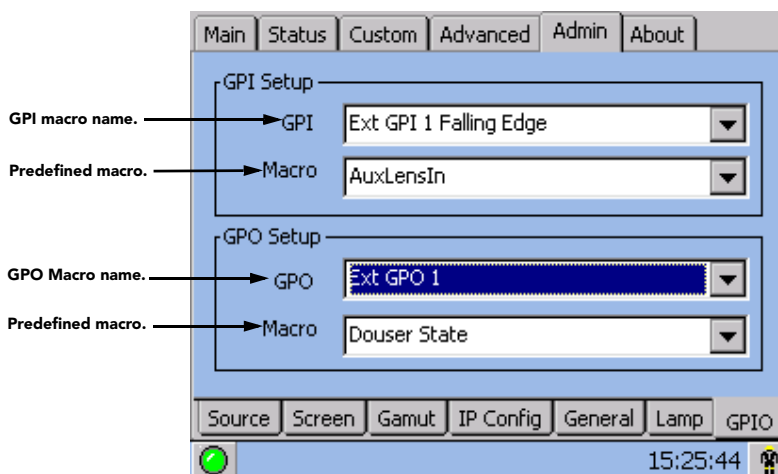 Main Status Custom Advanced Admin About
GPI Setup
GPI macro name. GPI Ext GPI 1 Falling Edge
Predefined macro. Macro AuxLensIn
GPO Setup
GPO Macro name. GPO Ext GPO 1
Predefined macro. Macro Douser State
Source Screen Gamut IP Config General Lamp GPIO
15:25:44